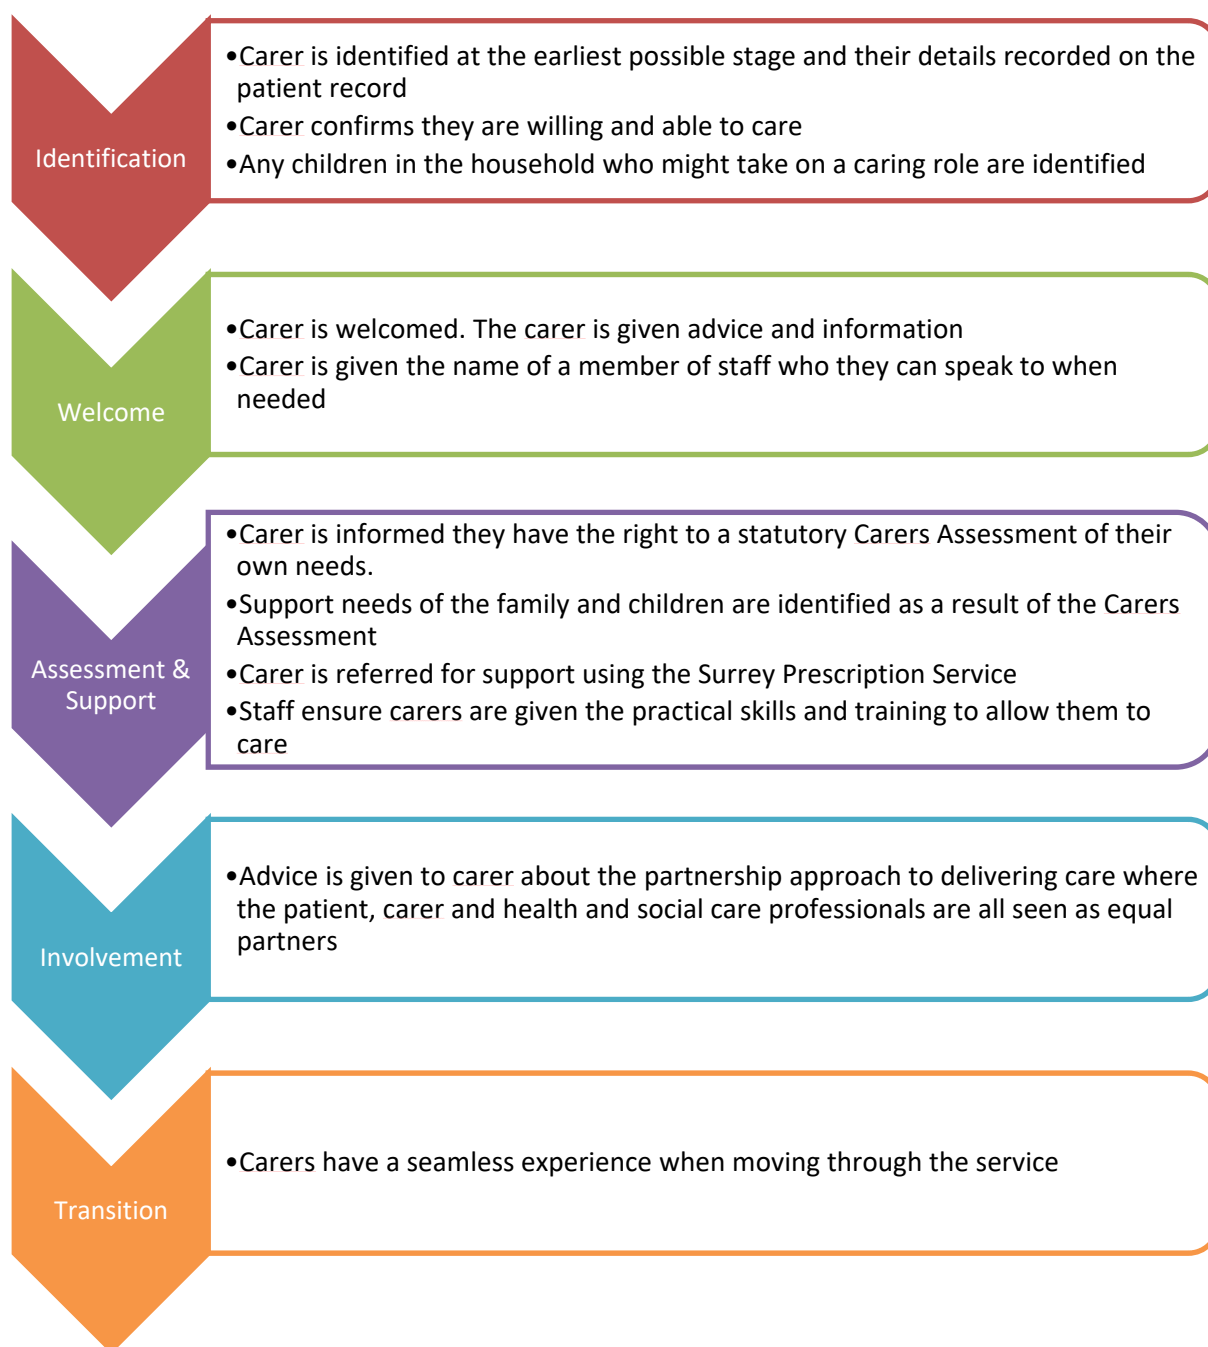 Identification
•Carer is identified at the earliest possible stage and their details recorded on the
patient record
•Carer confirms they are willing and able to care
•Any children in the household who might take on a caring role are identified
Welcome
•Carer is welcomed. The carer is given advice and information
•Carer is given the name of a member of staff who they can speak to when
needed
Assessment &
Support
•Carer is informed they have the right to a statutory Carers Assessment of their
own needs.
•Support needs of the family and children are identified as a result of the Carers
Assessment
•Carer is referred for support using the Surrey Prescription Service
•Staff ensure carers are given the practical skills and training to allow them to
care
Involvement
•Advice is given to carer about the partnership approach to delivering care where
the patient, carer and health and social care professionals are all seen as equal
partners
Transition
•Carers have a seamless experience when moving through the service